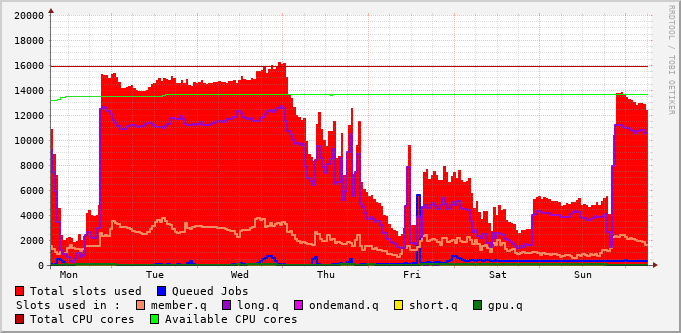 20000
18000
16000
14000
12000
10000
8000
6000
4000
2000
0
Mon Tue Wed Thu Fri Sat Sun
RRDTOOL / TOBI OETIKER
Total slots used Queued Jobs
Slots used in : member.q long.q ondemand.q short.q gpu.q
Total CPU cores Available CPU cores